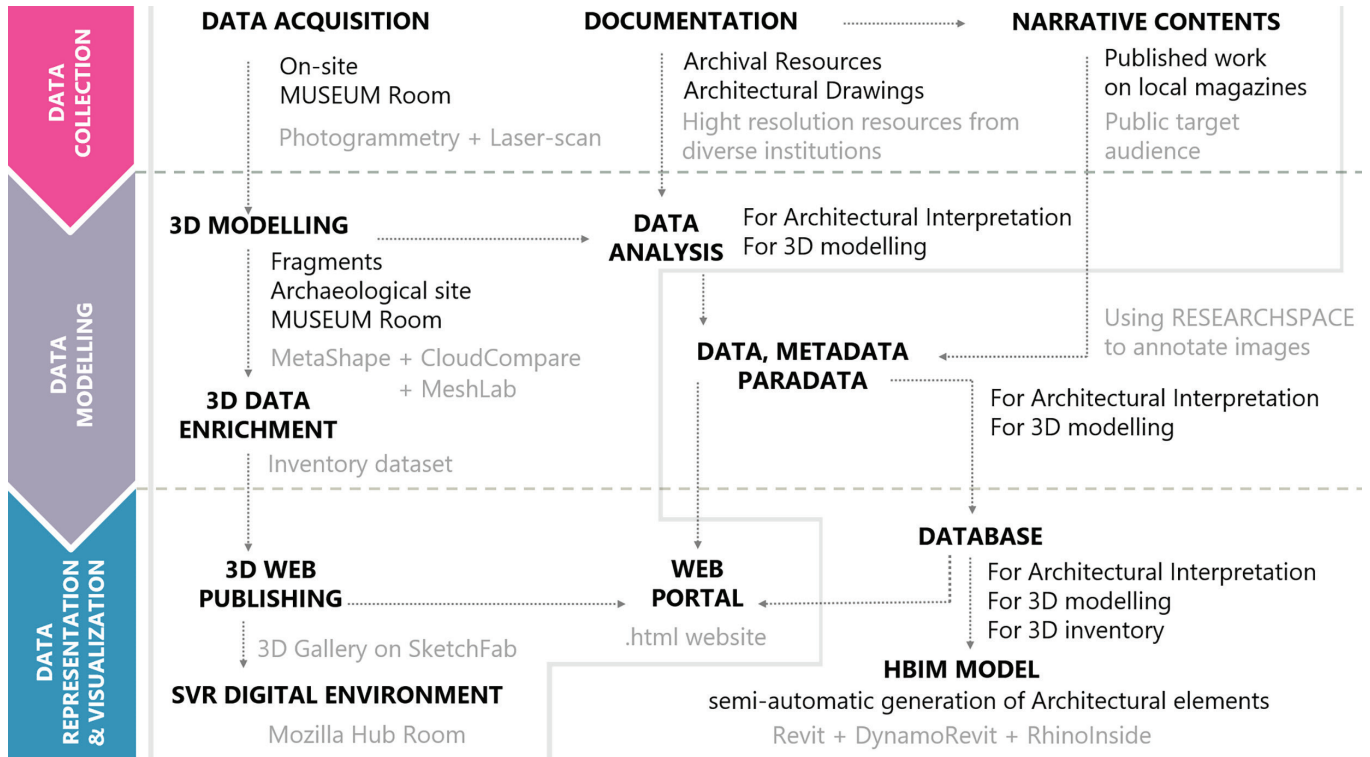 DATA
COLLECTION
DATA ACQUISITION
On-site
MUSEUM Room
Photogrammetry + Laser-scan
DOCUMENTATION
Archival Resources
Architectural Drawings
Hight resolution resources from
diverse institutions
NARRATIVE CONTENTS
Published work
on local magazines
Public target
audience
DATA
MODELLING
3D MODELLING
Fragments
Archaeological site
MUSEUM Room
MetaShape + CloudCompare
+ MeshLab
3D DATA
ENRICHMENT
Inventory dataset
DATA
ANALYSIS
For Architectural Interpretation
For 3D modelling
DATA, METADATA
PARADATA
Using RESEARCHSPACE
to annotate images
For Architectural Interpretation
For 3D modelling
DATA
REPRESENTATION
& VISUALIZATION
3D WEB
PUBLISHING
3D Gallery on SketchFab
SVR DIGITAL ENVIRONMENT
Mozilla Hub Room
WEB
PORTAL
.html website
DATABASE
For Architectural Interpretation
For 3D modelling
For 3D inventory
HBIM MODEL
semi-automatic generation of Architectural elements
Revit + DynamoRevit + RhinoInside